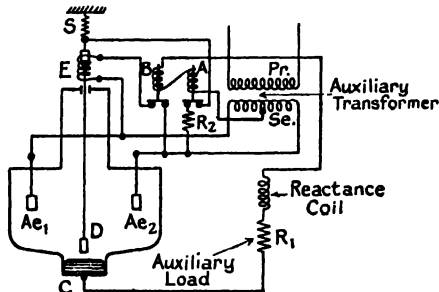 S
E
B
A
Pr.
Auxiliary
Transformer
Se.
R2
Ae1
Ae2
D
Reactance
Coil
R1
Auxiliary
Load
C